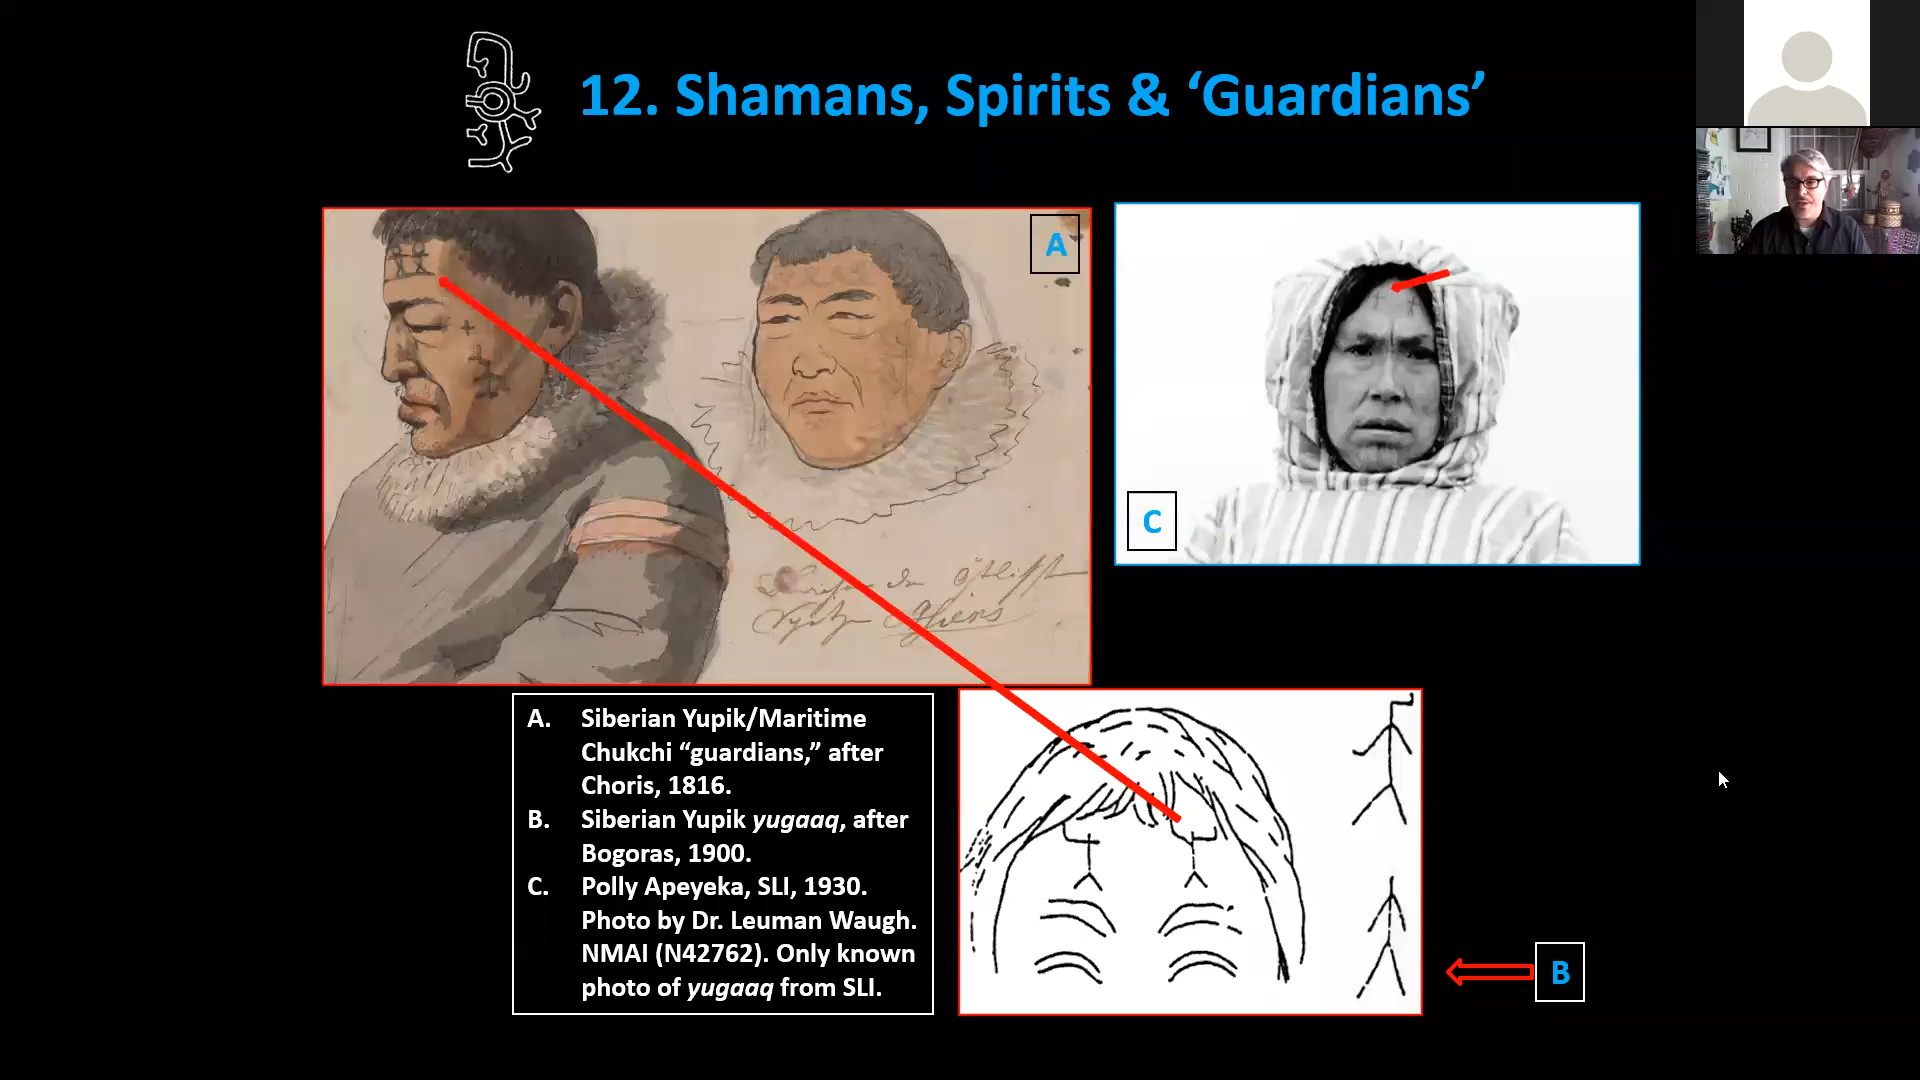 12. Shamans, Spirits & ‘Guardians’
A
C
A. Siberian Yupik/Maritime
Chukchi “guardians,” after
Choris, 1816.
B. Siberian Yupik yugaaq, after
Bogoras, 1900.
C. Polly Apeyeka, SLI, 1930.
Photo by Dr. Leuman Waugh.
NMAI (N42762). Only known
photo of yugaaq from SLI.
B